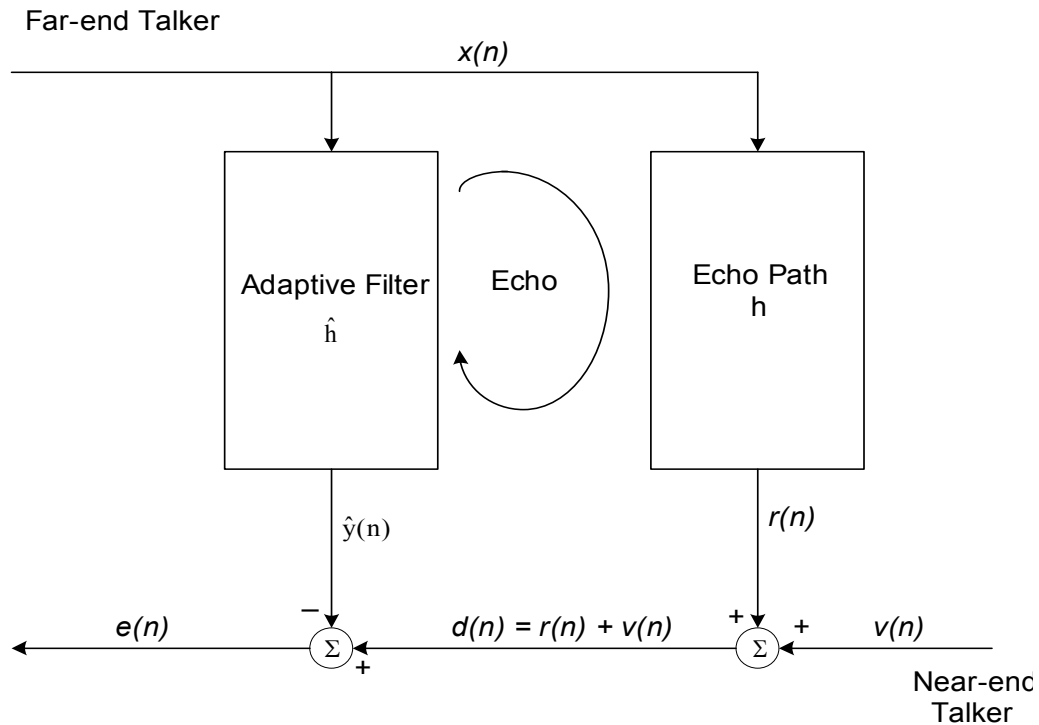 Far-end Talker
x(n)
Adaptive Filter
ĥ
Echo
Echo Path
h
ŷ(n)
r(n)
−
+
+
e(n)
d(n) = r(n) + v(n)
v(n)
Σ
+
Σ
Near-end
Talker